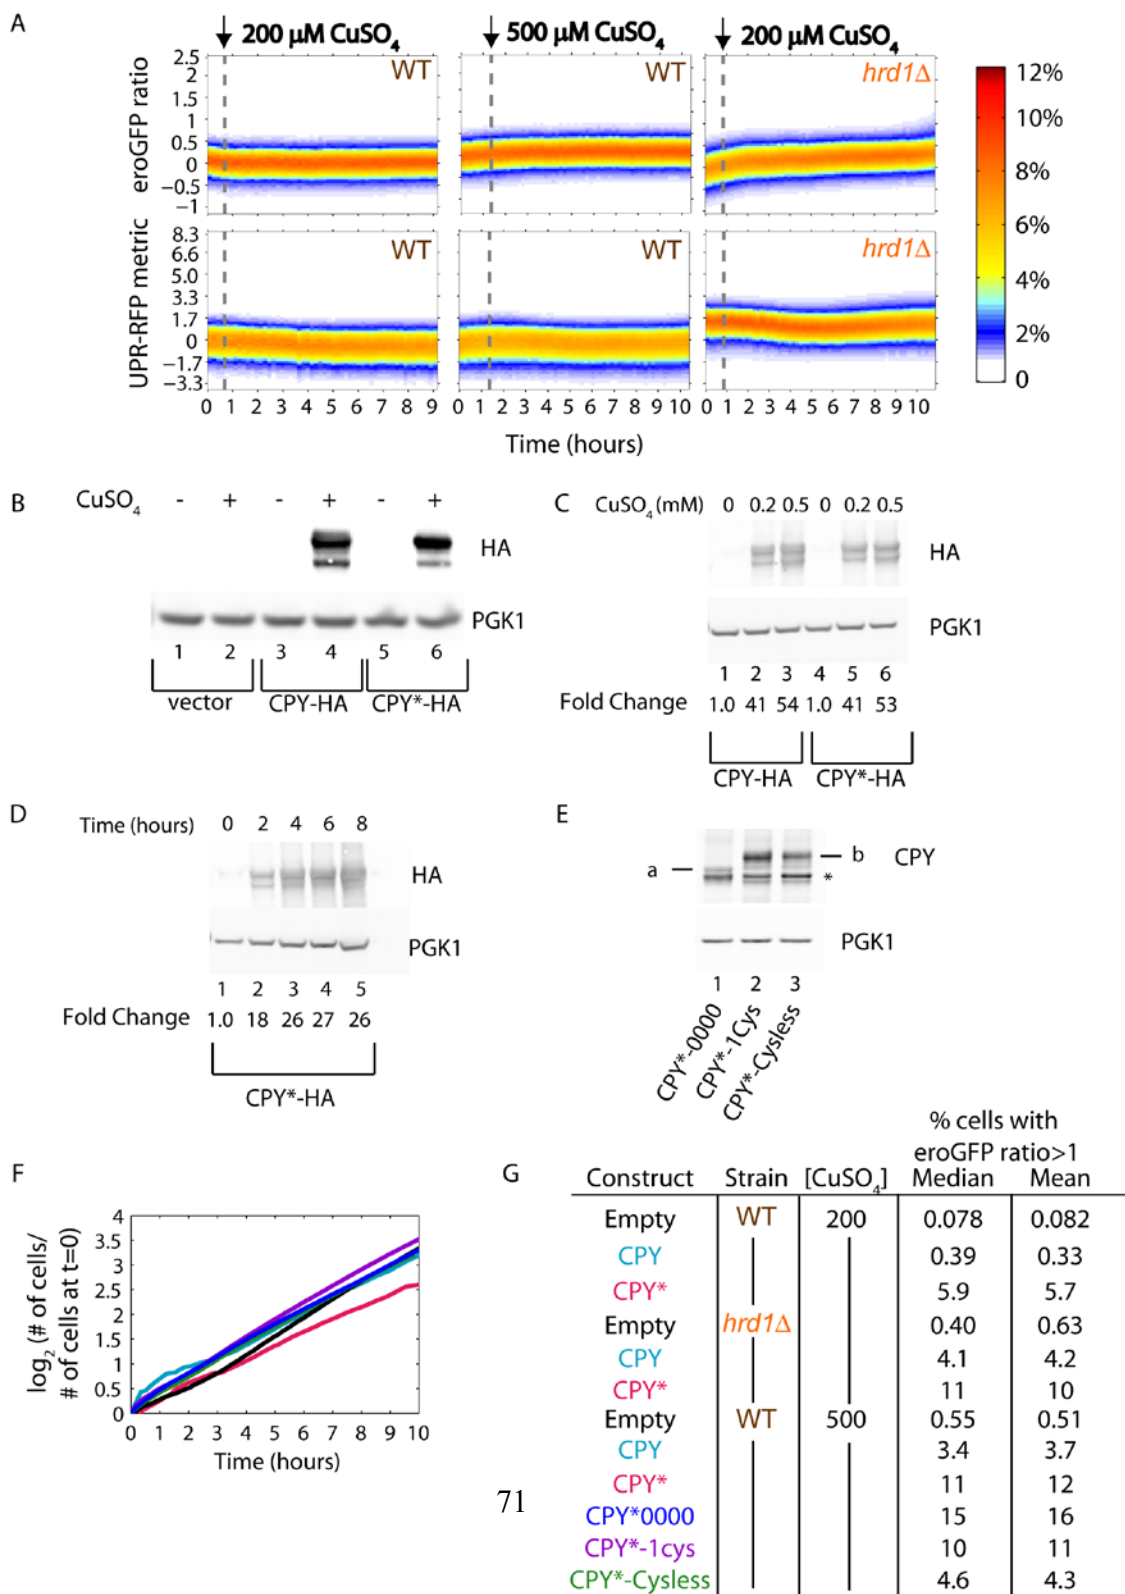 A
200 μM CuSO4
500 μM CuSO4
200 μM CuSO4
eroGFP ratio
2.5
2
1.5
1
0.5
0
−0.5
−1
WT
WT
hrd1Δ
UPR-RFP metric
8.3
6.6
5.0
3.3
1.7
0
−1.7
−3.3
WT
WT
hrd1Δ
0 1 2 3 4 5 6 7 8 9
0 1 2 3 4 5 6 7 8 9 10
0 1 2 3 4 5 6 7 8 9 10
Time (hours)
12%
10%
8%
6%
4%
2%
0
B
CuSO4 - + - + - +
HA
PGK1
1 2 3 4 5 6
vector CPY-HA CPY*-HA
C
CuSO4 (mM) 0 0.2 0.5 0 0.2 0.5
HA
PGK1
1 2 3 4 5 6
Fold Change 1.0 41 54 1.0 41 53
CPY-HA CPY*-HA
D
Time (hours) 0 2 4 6 8
HA
PGK1
1 2 3 4 5
Fold Change 1.0 18 26 27 26
CPY*-HA
E
a
b CPY
*
PGK1
1 2 3
CPY*-0000
CPY*-1Cys
CPY*-Cysless
F
log2 (# of cells/
# of cells at t=0)
4
3.5
3
2.5
2
1.5
1
0.5
0
0 1 2 3 4 5 6 7 8 9 10
Time (hours)
G
% cells with
eroGFP ratio>1
Construct Strain [CuSO4] Median Mean
Empty WT 200 0.078 0.082
CPY 0.39 0.33
CPY* 5.9 5.7
Empty hrd1Δ 0.40 0.63
CPY 4.1 4.2
CPY* 11 10
Empty WT 500 0.55 0.51
CPY 3.4 3.7
CPY* 11 12
CPY*0000 15 16
CPY*-1cys 10 11
CPY*-Cysless 4.6 4.3
71